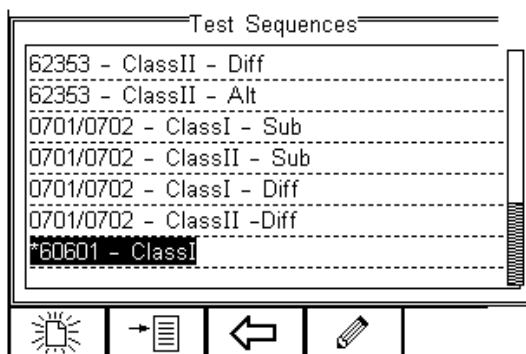 Test Sequences
62353 - ClassII - Diff
62353 - ClassII - Alt
0701/0702 - ClassI - Sub
0701/0702 - ClassII - Sub
0701/0702 - ClassI - Diff
0701/0702 - ClassII -Diff
*60601 - ClassI